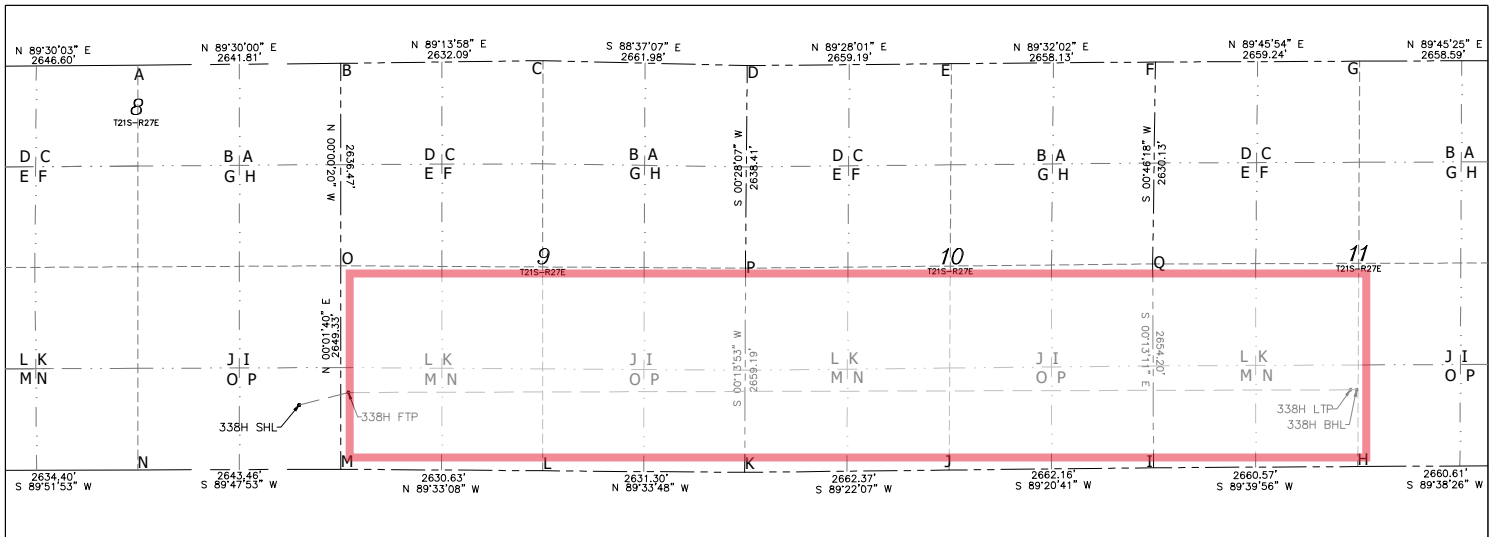 N 89°30'03" E
2646.60'
N 89°30'00" E
2641.81'
N 89°13'58" E
2632.09'
S 88°37'07" E
2661.98'
N 89°28'01" E
2659.19'
N 89°32'02" E
2658.13'
N 89°45'54" E
2659.24'
N 89°45'25" E
2658.59'
A
B
C
D
E
F
G
8
T21S-R27E
N 00°00'20" W
2636.47'
S 00°28'07" W
2638.41'
S 00°46'18" W
2630.13'
D C
E F
B A
G H
D C
E F
B A
G H
D C
E F
B A
G H
D C
E F
B A
G H
O
9
T21S-R27E
P
10
T21S-R27E
Q
11
T21S-R27E
N 00°01'40" E
2649.33'
S 00°13'53" W
2659.19'
S 00°13'11" E
2654.20'
L K
M N
J I
O P
L K
M N
J I
O P
L K
M N
J I
O P
L K
M N
J I
O P
338H SHL
338H FTP
338H LTP
338H BHL
N
M
L
K
J
I
H
2634.40'
S 89°51'53" W
2643.46'
S 89°47'53" W
2630.63'
N 89°33'08" W
2631.30'
N 89°33'48" W
2662.37'
S 89°22'07" W
2662.16'
S 89°20'41" W
2660.57'
S 89°39'56" W
2660.61'
S 89°38'26" W